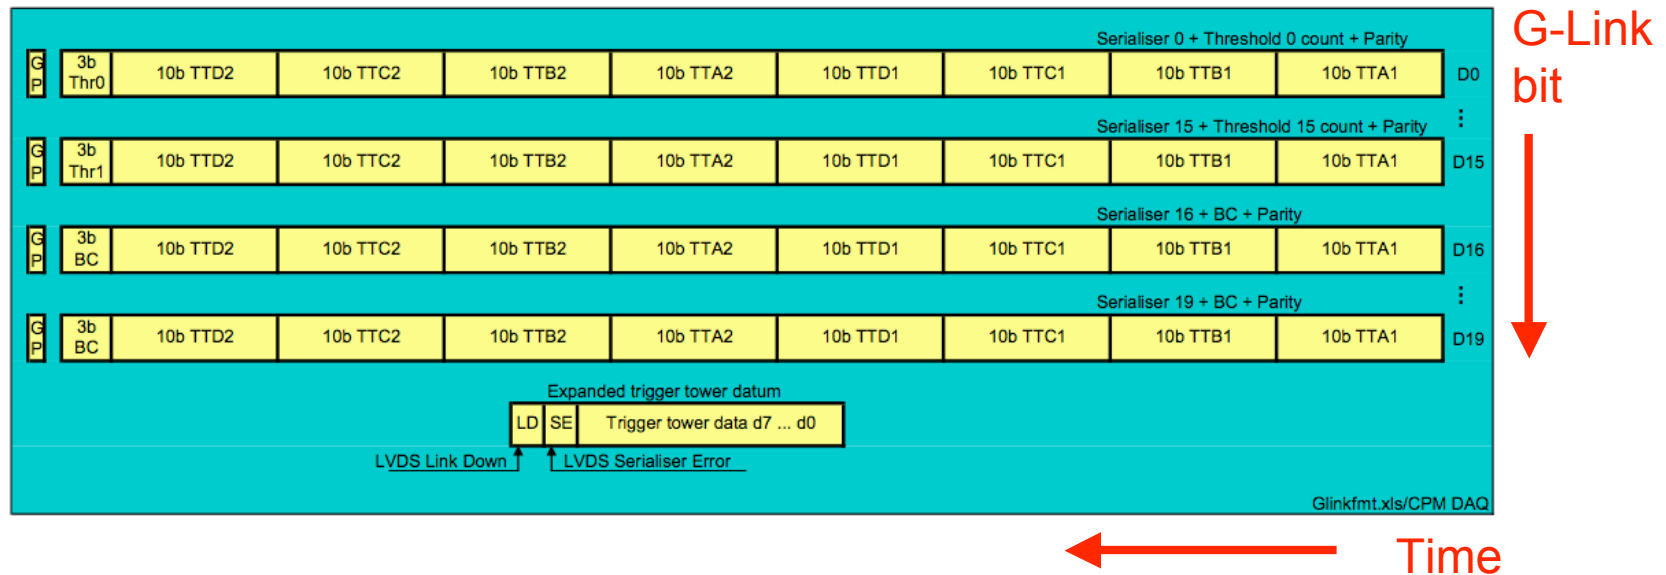 G-Link
bit
Serialiser 0 + Threshold 0 count + Parity
G P 3b Thr0 10b TTD2 10b TTC2 10b TTB2 10b TTA2 10b TTD1 10b TTC1 10b TTB1 10b TTA1 D0
⋮
Serialiser 15 + Threshold 15 count + Parity
G P 3b Thr1 10b TTD2 10b TTC2 10b TTB2 10b TTA2 10b TTD1 10b TTC1 10b TTB1 10b TTA1 D15
Serialiser 16 + BC + Parity
G P 3b BC 10b TTD2 10b TTC2 10b TTB2 10b TTA2 10b TTD1 10b TTC1 10b TTB1 10b TTA1 D16
⋮
Serialiser 19 + BC + Parity
G P 3b BC 10b TTD2 10b TTC2 10b TTB2 10b TTA2 10b TTD1 10b TTC1 10b TTB1 10b TTA1 D19
Expanded trigger tower datum
LD SE Trigger tower data d7 ... d0
LVDS Link Down LVDS Serialiser Error
Glinkfmt.xls/CPM DAQ
Time